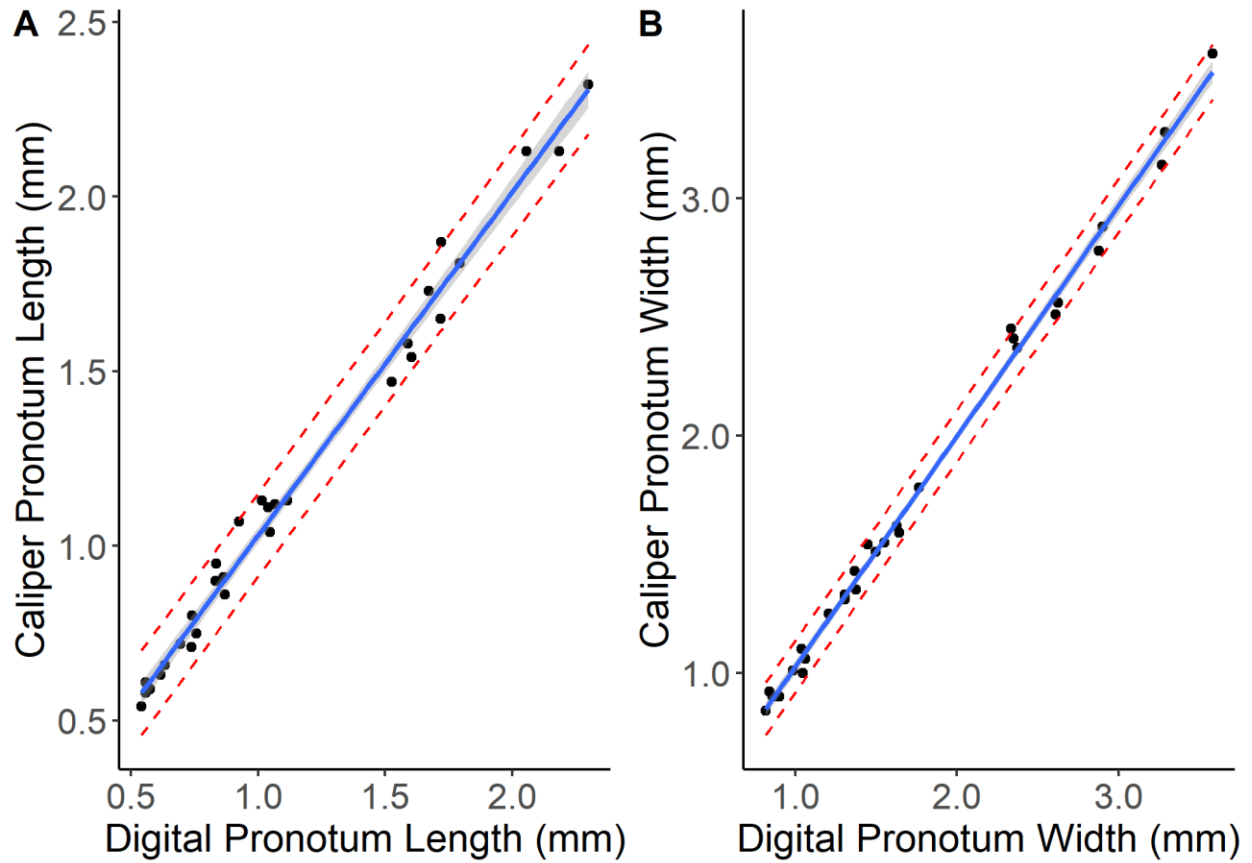 A
2.5
2.0
1.5
1.0
0.5
Caliper Pronotum Length (mm)
0.5 1.0 1.5 2.0
Digital Pronotum Length (mm)
B
3.0
2.0
1.0
Caliper Pronotum Width (mm)
1.0 2.0 3.0
Digital Pronotum Width (mm)